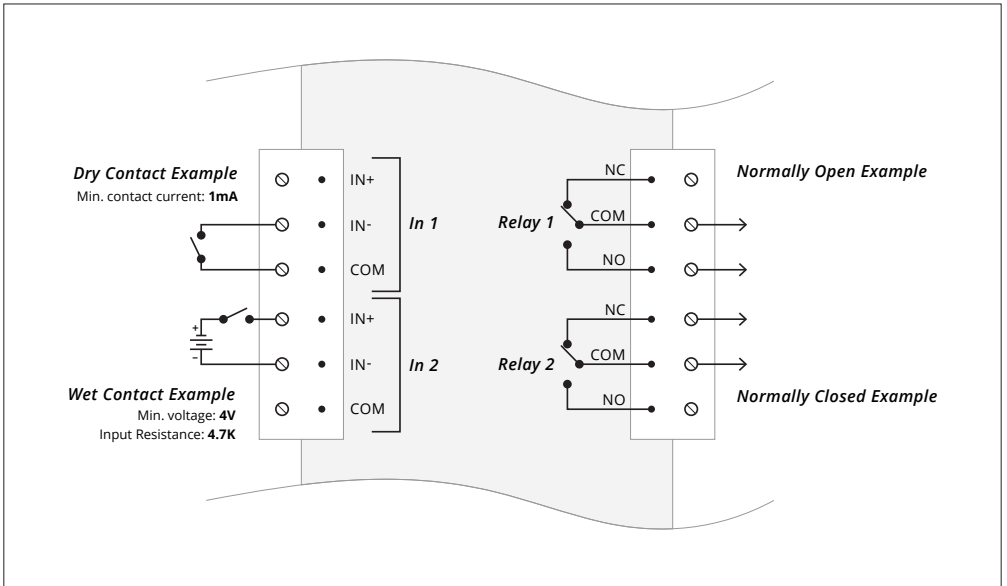 Dry Contact Example
Min. contact current: 1mA
IN+
IN-
COM
In 1
IN+
IN-
COM
In 2
+
–
Wet Contact Example
Min. voltage: 4V
Input Resistance: 4.7K
NC
COM
NO
Relay 1
NC
COM
NO
Relay 2
Normally Open Example
Normally Closed Example